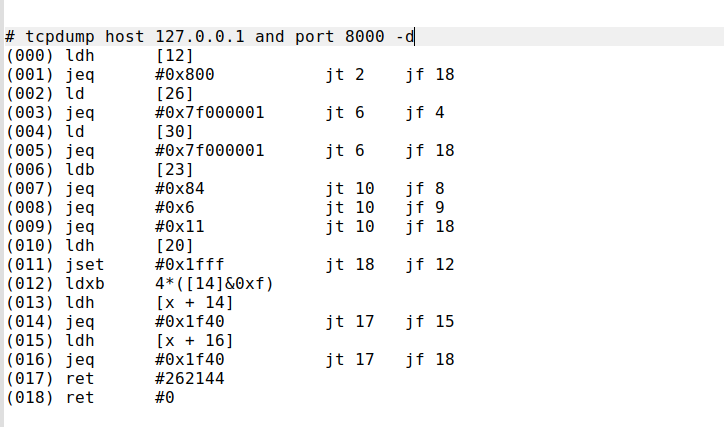 # tcpdump host 127.0.0.1 and port 8000 -d
(000) ldh      [12]
(001) jeq      #0x800           jt 2    jf 18
(002) ld       [26]
(003) jeq      #0x7f000001      jt 6    jf 4
(004) ld       [30]
(005) jeq      #0x7f000001      jt 6    jf 18
(006) ldb      [23]
(007) jeq      #0x84            jt 10   jf 8
(008) jeq      #0x6             jt 10   jf 9
(009) jeq      #0x11            jt 10   jf 18
(010) ldh      [20]
(011) jset     #0x1fff          jt 18   jf 12
(012) ldxb     4*([14]&0xf)
(013) ldh      [x + 14]
(014) jeq      #0x1f40          jt 17   jf 15
(015) ldh      [x + 16]
(016) jeq      #0x1f40          jt 17   jf 18
(017) ret      #262144
(018) ret      #0